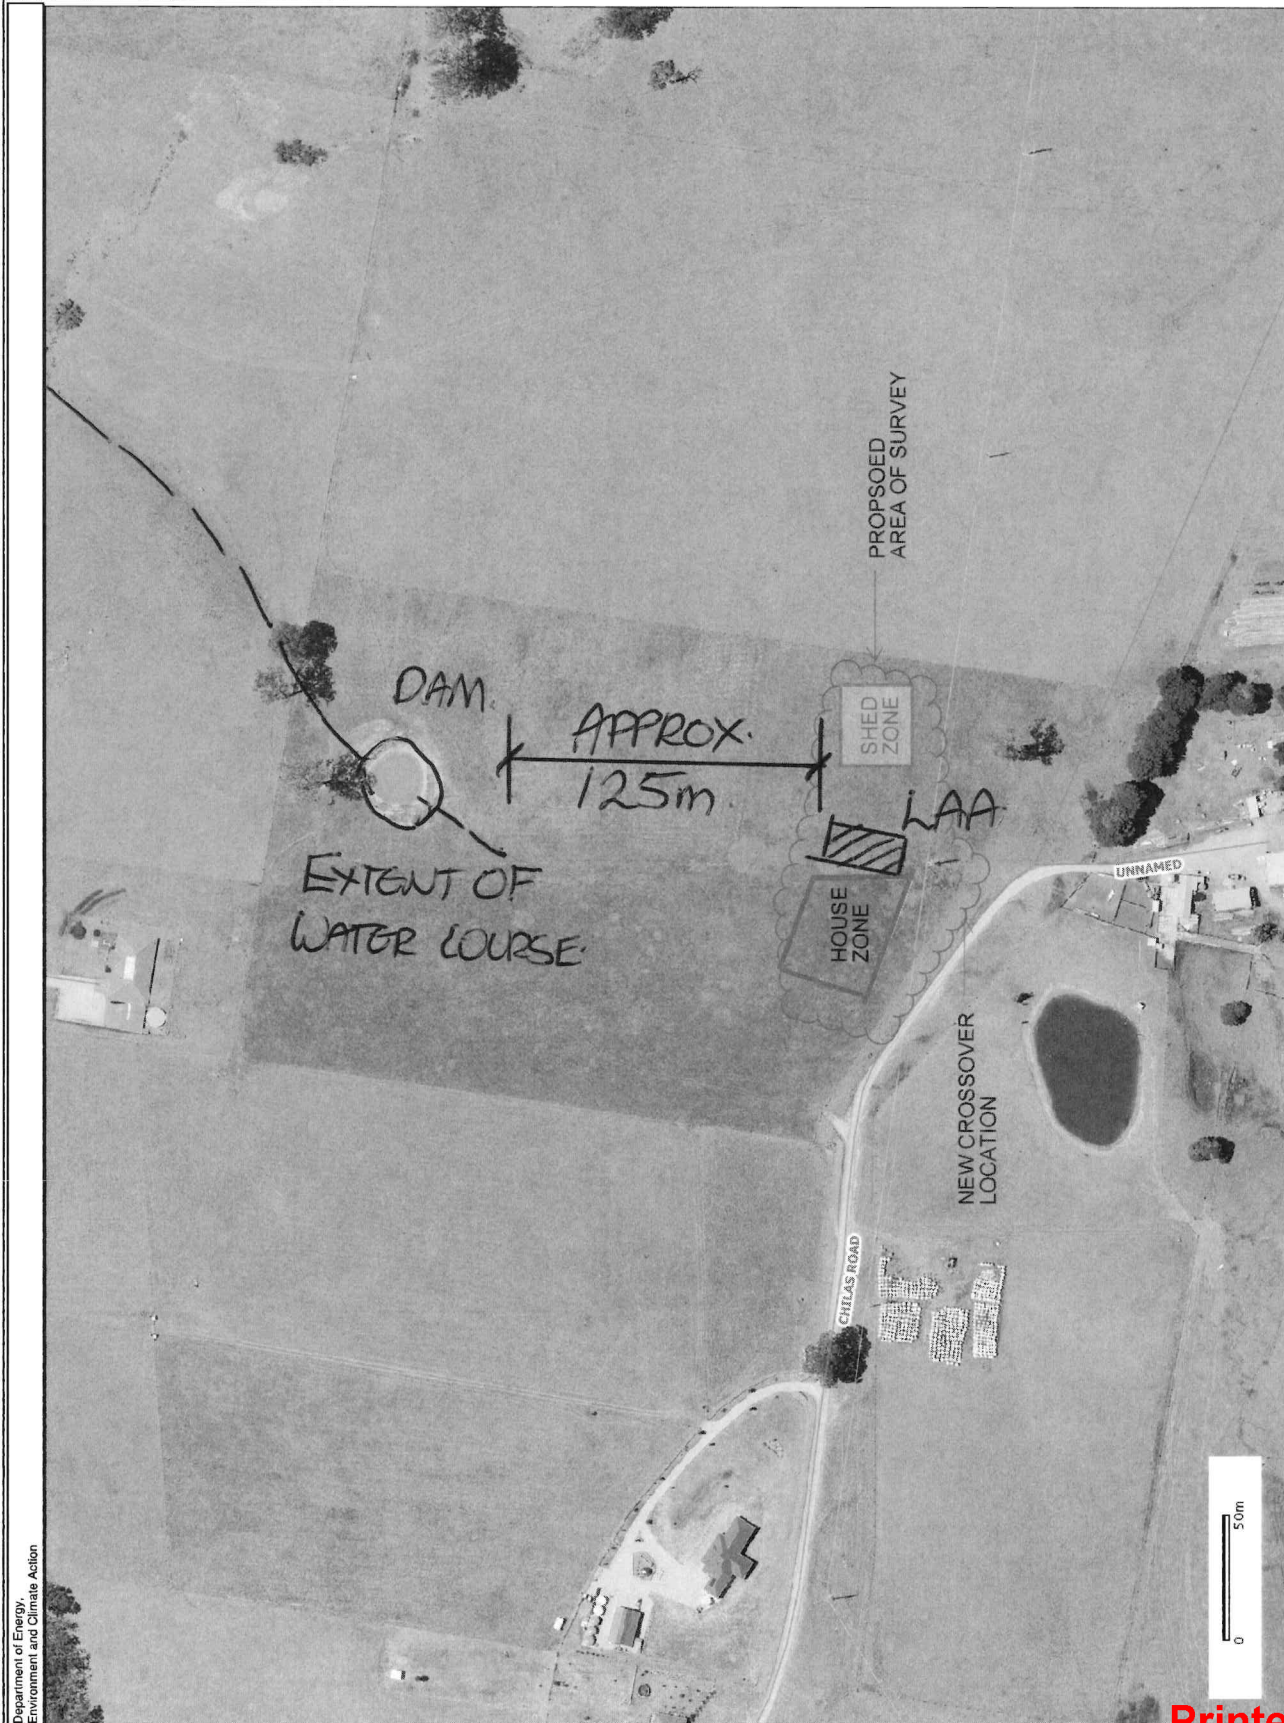 Department of Energy,
Environment and Climate Action
DAM.
APPROX.
125m.
EXTENT OF
WATER COURSE.
PROPSOED
AREA OF SURVEY
SHED
ZONE
LAA
HOUSE
ZONE
UNNAMED
NEW CROSSOVER
LOCATION
CHILAS ROAD
0 50m
Printe